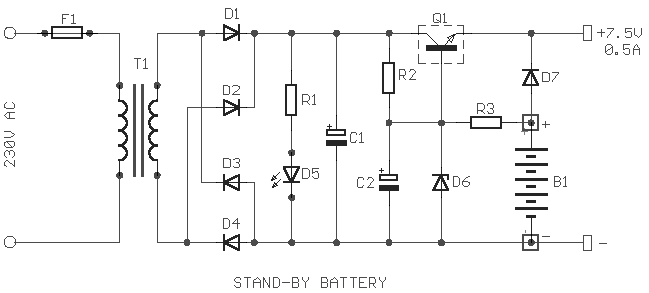 F1
D1
Q1
+7.5V
0.5A
T1
D2
R2
D7
R1
R3
+
230V AC
+
C1
+
D3
D5
C2
D6
B1
D4
-
-
STAND-BY BATTERY